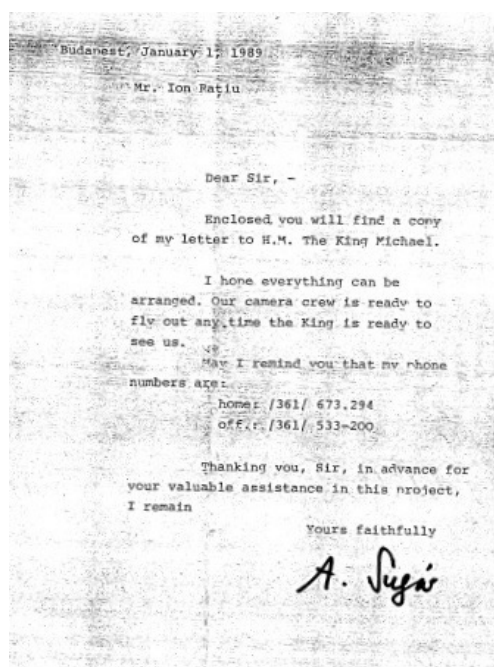 Budapest, January 1, 1989
Mr. Ion Rațiu
Dear Sir, -
Enclosed you will find a copy
of my letter to H.M. The King Michael.
I hope everything can be
arranged. Our camera crew is ready to
fly out any time the King is ready to
see us.
May I remind you that my phone
numbers are:
home: /361/ 673.294
off.: /361/ 533-200
Thanking you, Sir, in advance for
your valuable assistance in this project,
I remain
Yours faithfully
A. Sugár